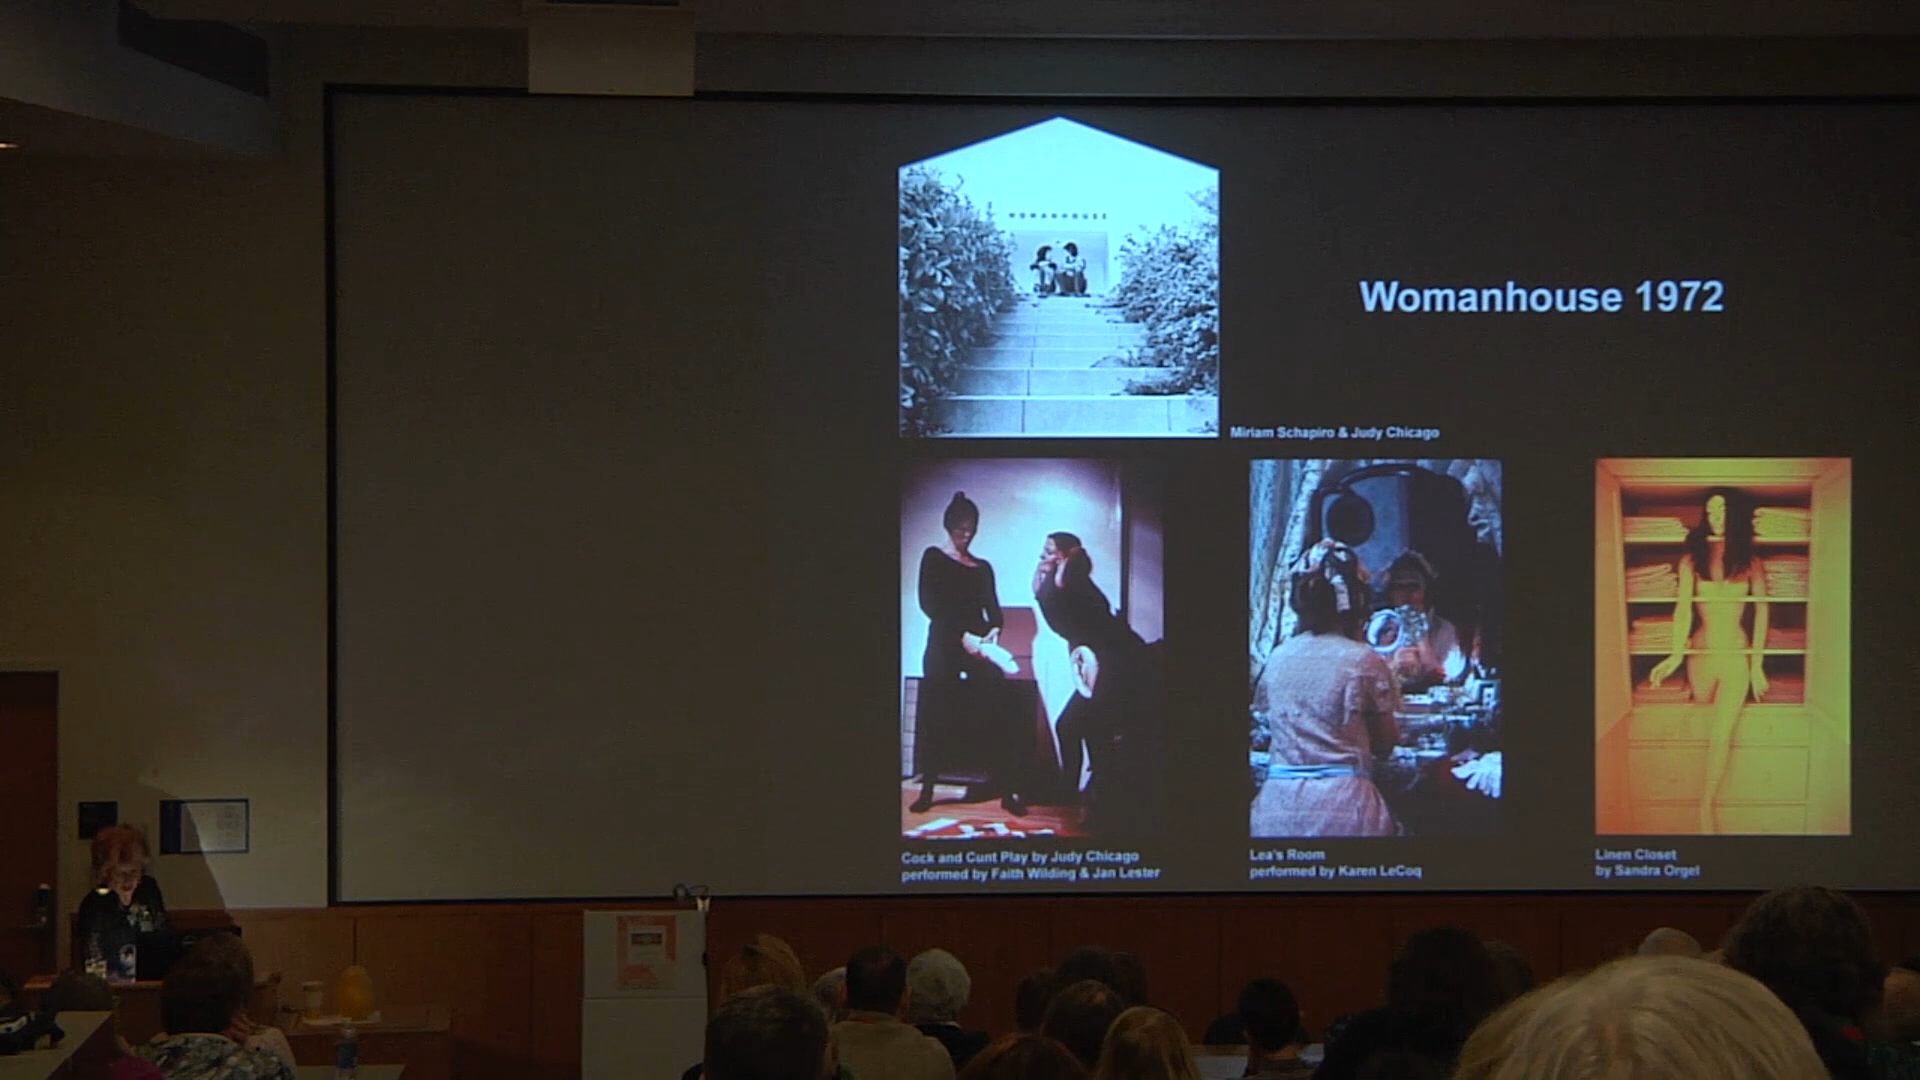 WOMANHOUSE
Womanhouse 1972
Miriam Schapiro & Judy Chicago
Cock and Cunt Play by Judy Chicago
performed by Faith Wilding & Jan Lester
Lea's Room
performed by Karen LeCoq
Linen Closet
by Sandra Orgel